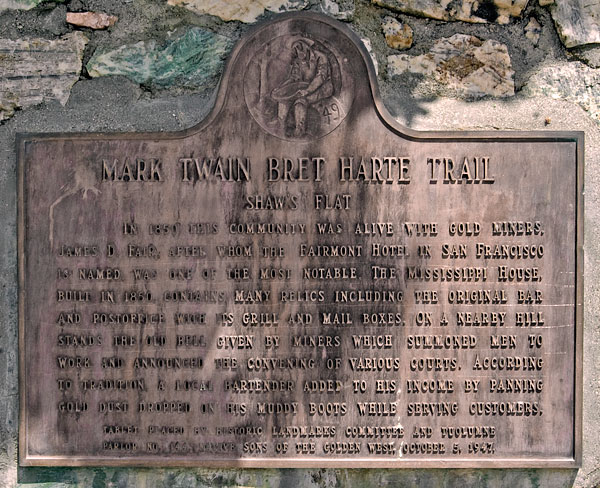 49
MARK TWAIN BRET HARTE TRAIL
SHAW'S FLAT
IN 1850 THIS COMMUNITY WAS ALIVE WITH GOLD MINERS.
JAMES D. FAIR, AFTER WHOM THE FAIRMONT HOTEL IN SAN FRANCISCO
IS NAMED, WAS ONE OF THE MOST NOTABLE. THE MISSISSIPPI HOUSE,
BUILT IN 1850, CONTAINS MANY RELICS INCLUDING THE ORIGINAL BAR
AND POSTOFFICE WITH ITS GRILL AND MAIL BOXES. ON A NEARBY HILL
STANDS THE OLD BELL GIVEN BY MINERS WHICH SUMMONED MEN TO
WORK AND ANNOUNCED THE CONVENING OF VARIOUS COURTS. ACCORDING
TO TRADITION, A LOCAL BARTENDER ADDED TO HIS INCOME BY PANNING
GOLD DUST DROPPED ON HIS MUDDY BOOTS WHILE SERVING CUSTOMERS.
TABLET PLACED BY HISTORIC LANDMARKS COMMITTEE AND TUOLUMNE
PARLOR NO. NATIVE SONS OF THE GOLDEN WEST, OCTOBER 5, 1947.